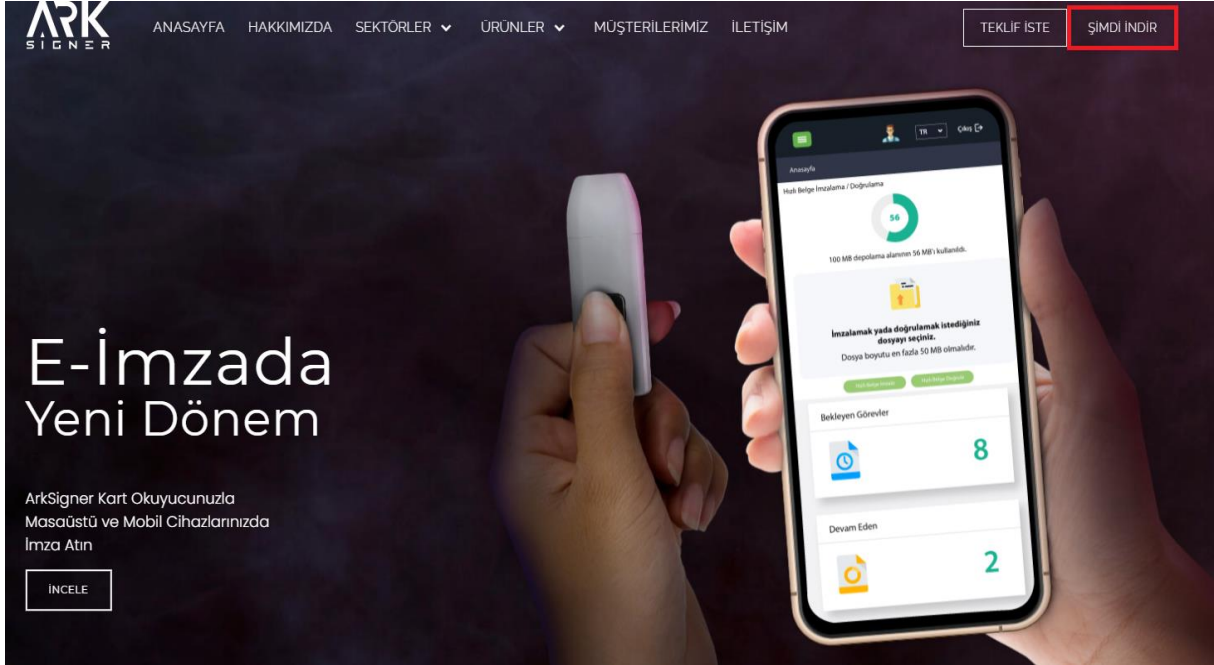 ARK
SIGNER
ANASAYFA HAKKIMIZDA SEKTÖRLER ÜRÜNLER MÜŞTERİLERİMİZ İLETİŞİM TEKLİF İSTE ŞİMDİ İNDİR
TR Çıkış
Anasayfa
Hızlı Belge İmzalama / Doğrulama
56
100 MB depolama alanının 56 MB'ı kullanıldı.
İmzalamak yada doğrulamak istediğiniz
dosyayı seçiniz.
Dosya boyutu en fazla 50 MB olmalıdır.
Bekleyen Görevler
8
Devam Eden
2
E-İmzada
Yeni Dönem
ArkSigner Kart Okuyucunuzla
Masaüstü ve Mobil Cihazlarınızda
İmza Atın
İNCELE